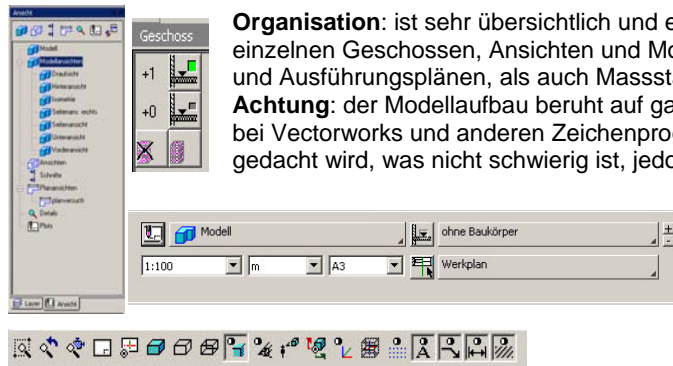 Ansicht
Modell
Modellansichten
Draufsicht
Hinteransicht
Isometrie
Seitenans. rechts
Seitenansicht
Unteransicht
Vorderansicht
Ansichten
Schnitte
Planansichten
planversuch
Details
Plots
Layer
Ansicht
Geschoss
+1
+0
Organisation: ist sehr übersichtlich und e
einzelnen Geschossen, Ansichten und Mo
und Ausführungsplänen, als auch Massst
Achtung: der Modellaufbau beruht auf ga
bei Vectorworks und anderen Zeichenpro
gedacht wird, was nicht schwierig ist, jedo
Modell
ohne Baukörper
1:100
m
A3
Werkplan